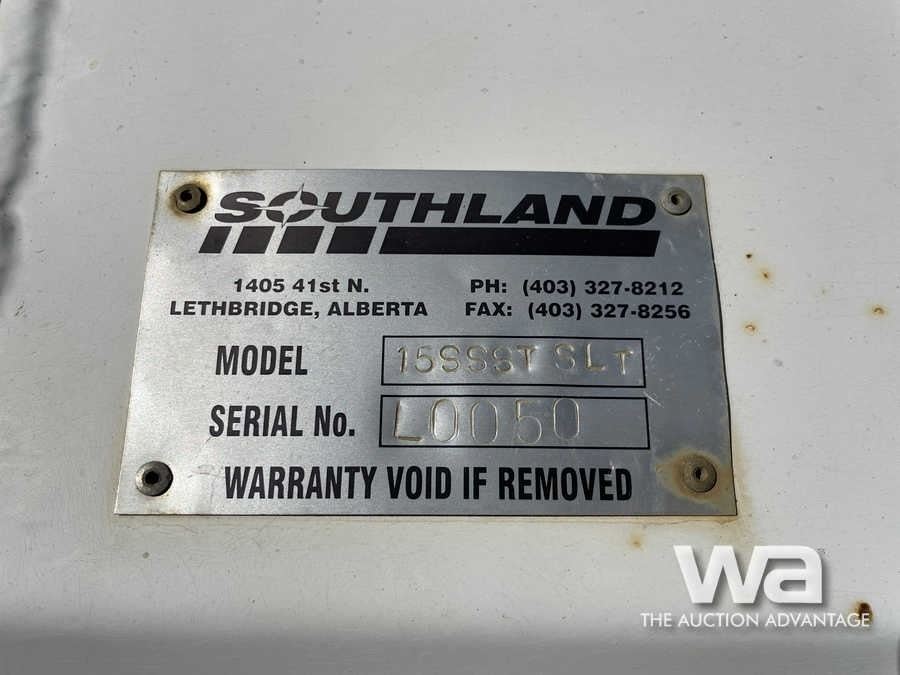 SOUTHLAND
1405 41st N. PH: (403) 327-8212
LETHBRIDGE, ALBERTA FAX: (403) 327-8256
MODEL 15SSST SLT
SERIAL No. L0050
WARRANTY VOID IF REMOVED
wa
THE AUCTION ADVANTAGE